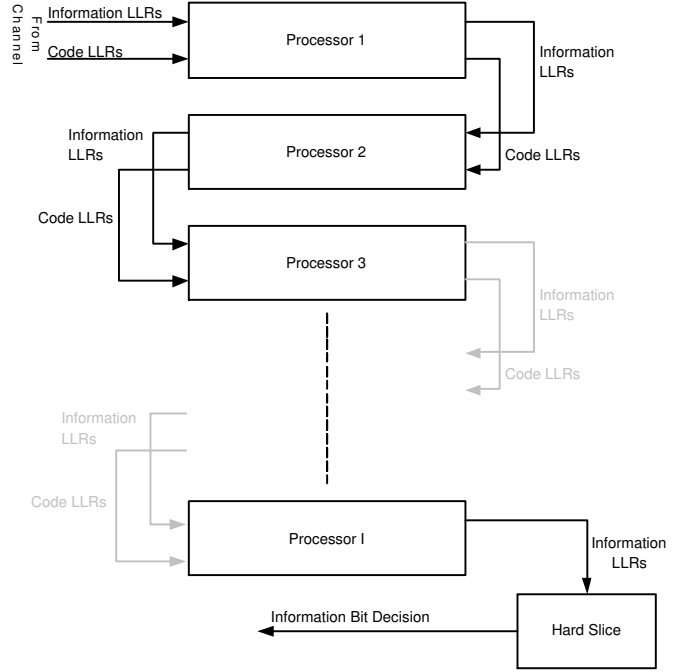 From
Channel
Information LLRs
Code LLRs
Processor 1
Information
LLRs
Code LLRs
Processor 2
Information
LLRs
Code LLRs
Processor 3
Information
LLRs
Code LLRs
Information
LLRs
Code LLRs
Processor I
Information
LLRs
Hard Slice
Information Bit Decision